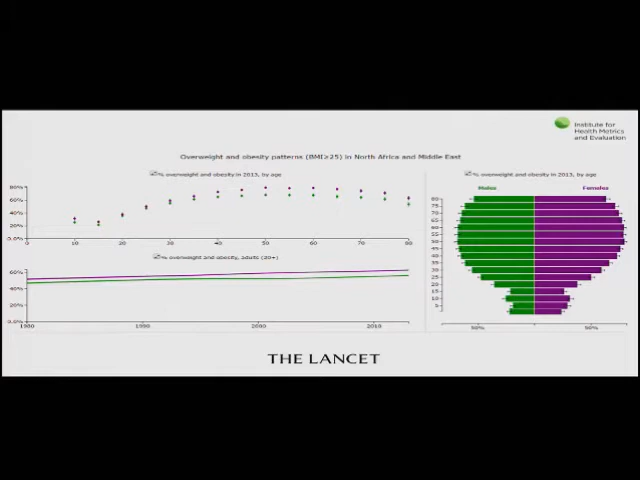 Institute for
Health Metrics
and Evaluation
Overweight and obesity patterns (BMI≥25) in North Africa and Middle East
% overweight and obesity in 2013, by age
80%
60%
40%
20%
0.0%
0 10 20 30 40 50 60 70 80
% overweight and obesity, adults (20+)
60%
40%
20%
0.0%
1980 1990 2000 2010
% overweight and obesity in 2013, by age
Males Females
80
75
70
65
60
55
50
45
40
35
30
25
20
15
10
5
50% 50%
THE LANCET